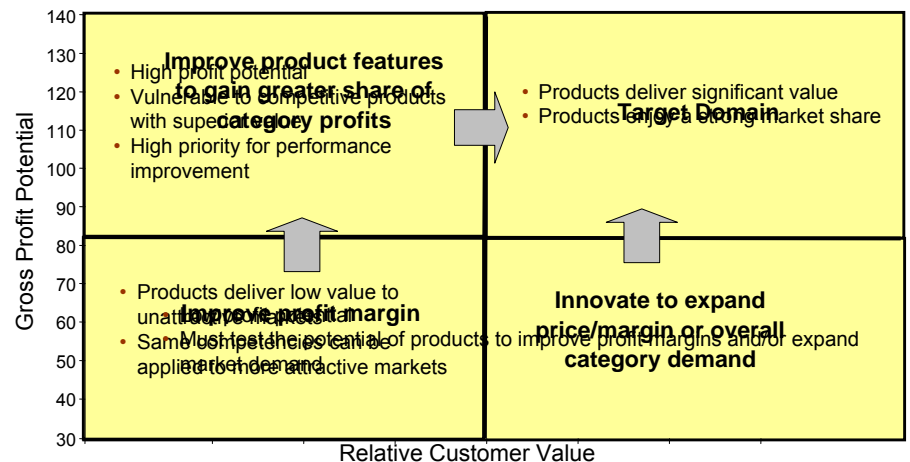 140
130
120
110
100
90
80
70
60
50
40
30
Gross Profit Potential
Improve product features
to gain greater share of
category profits
• High profit potential
• Vulnerable to competitive products
with superior value
• High priority for performance
improvement
Target Domain
• Products deliver significant value
• Products enjoy a strong market share
Improve profit margin
• Products deliver low value to
unattractive markets
• Same competencies can be
applied to more attractive markets
Innovate to expand
price/margin or overall
category demand
• Must test the potential of products to improve profit margins and/or expand
market demand
Relative Customer Value